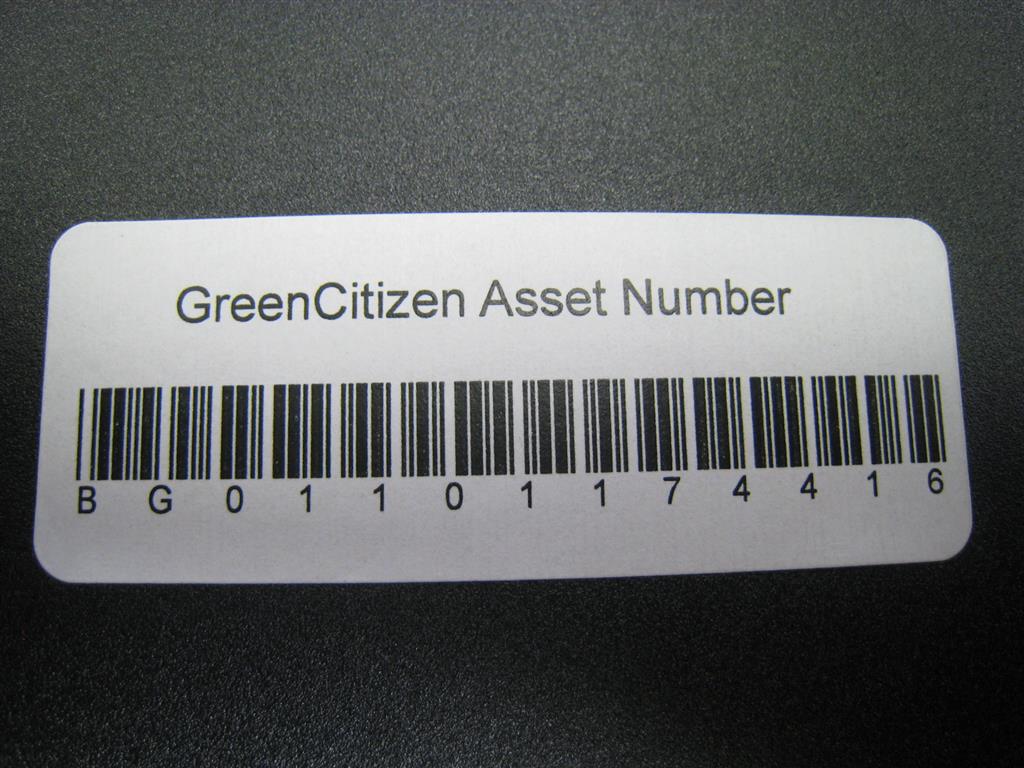 GreenCitizen Asset Number
B G 0 1 1 0 1 1 7 4 4 1 6